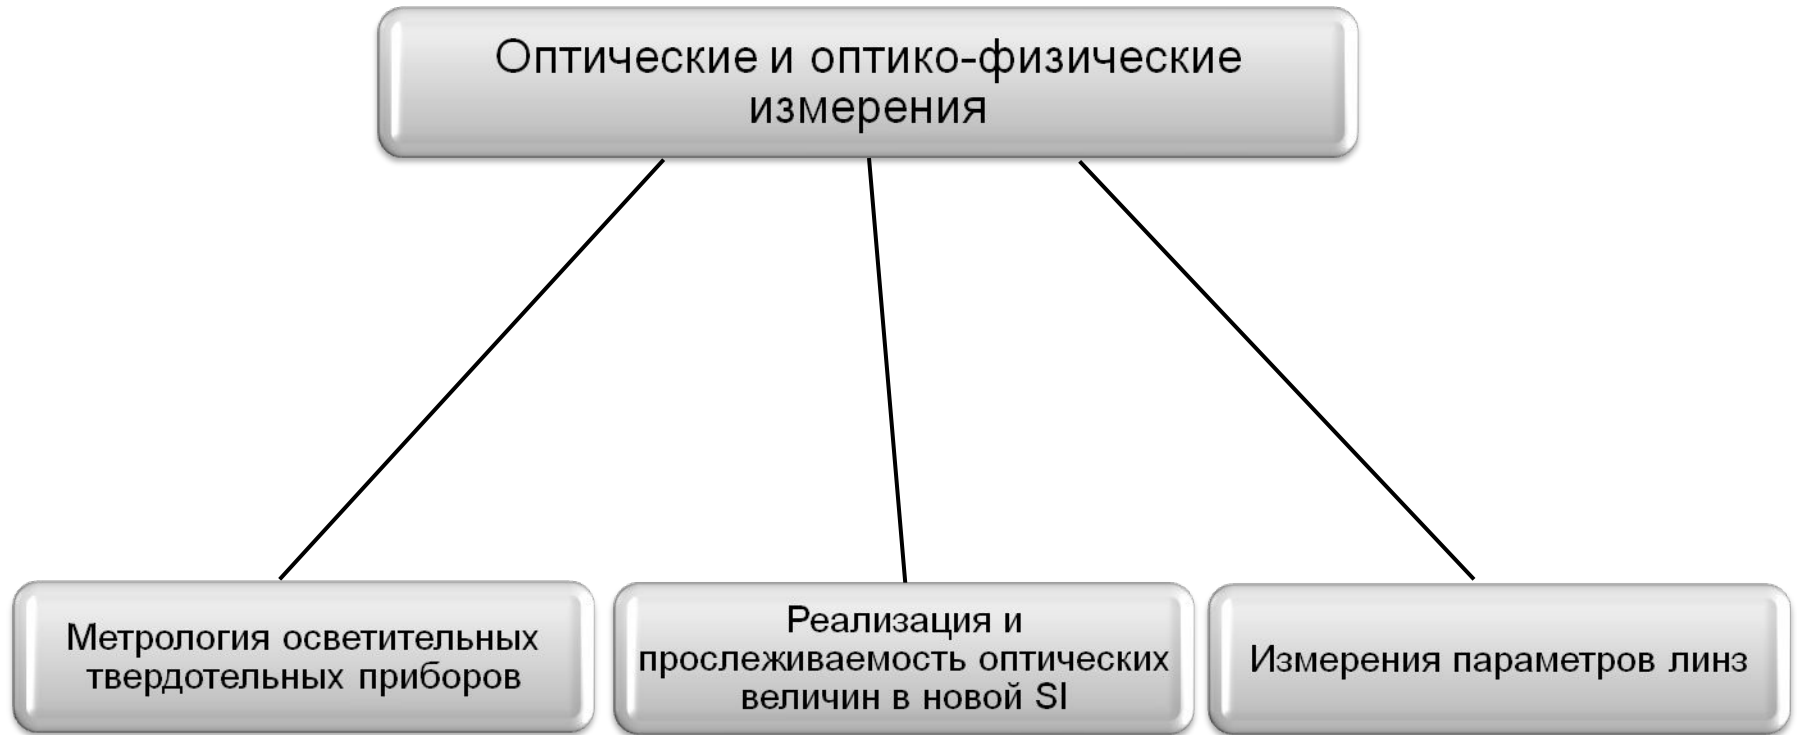 Оптические и оптико-физические
измерения
Метрология осветительных
твердотельных приборов
Реализация и
прослеживаемость оптических
величин в новой SI
Измерения параметров линз